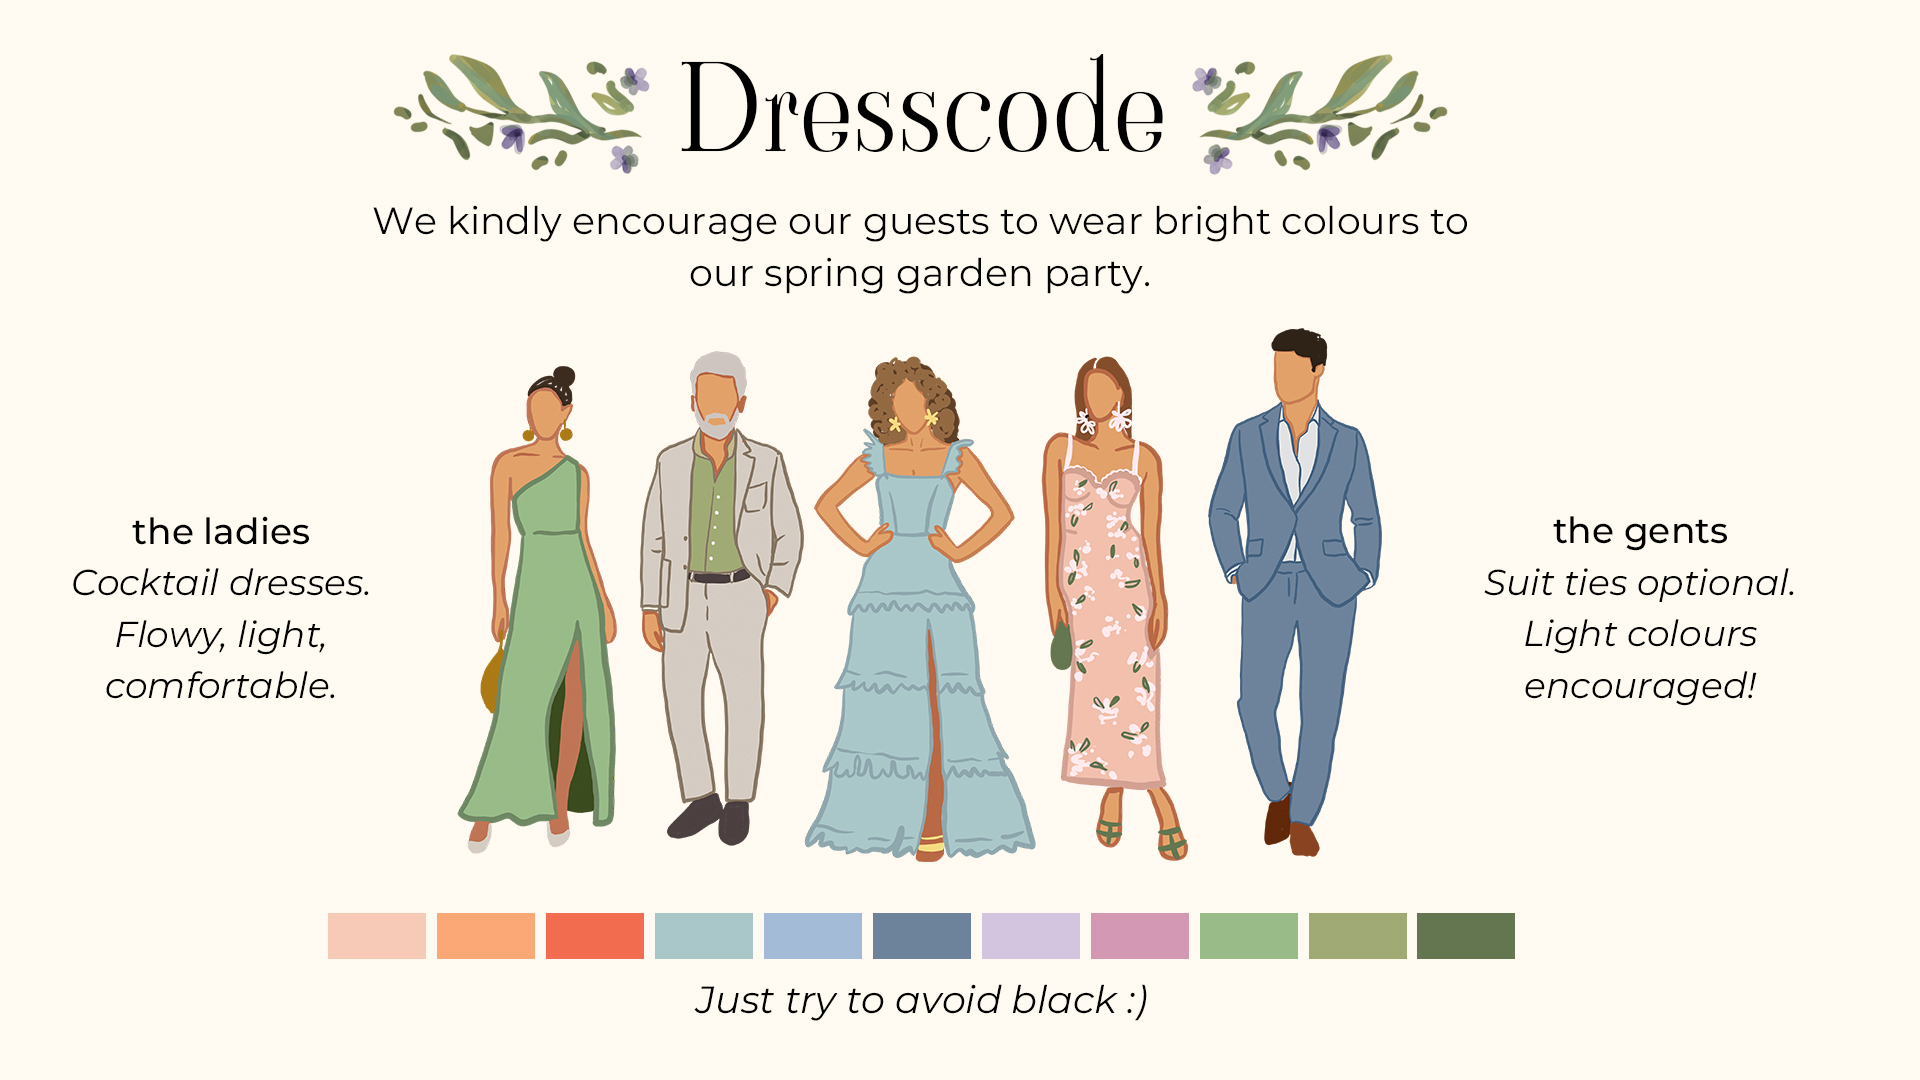 Dresscode
We kindly encourage our guests to wear bright colours to
our spring garden party.
the ladies
Cocktail dresses.
Flowy, light,
comfortable.
the gents
Suit ties optional.
Light colours
encouraged!
Just try to avoid black :)